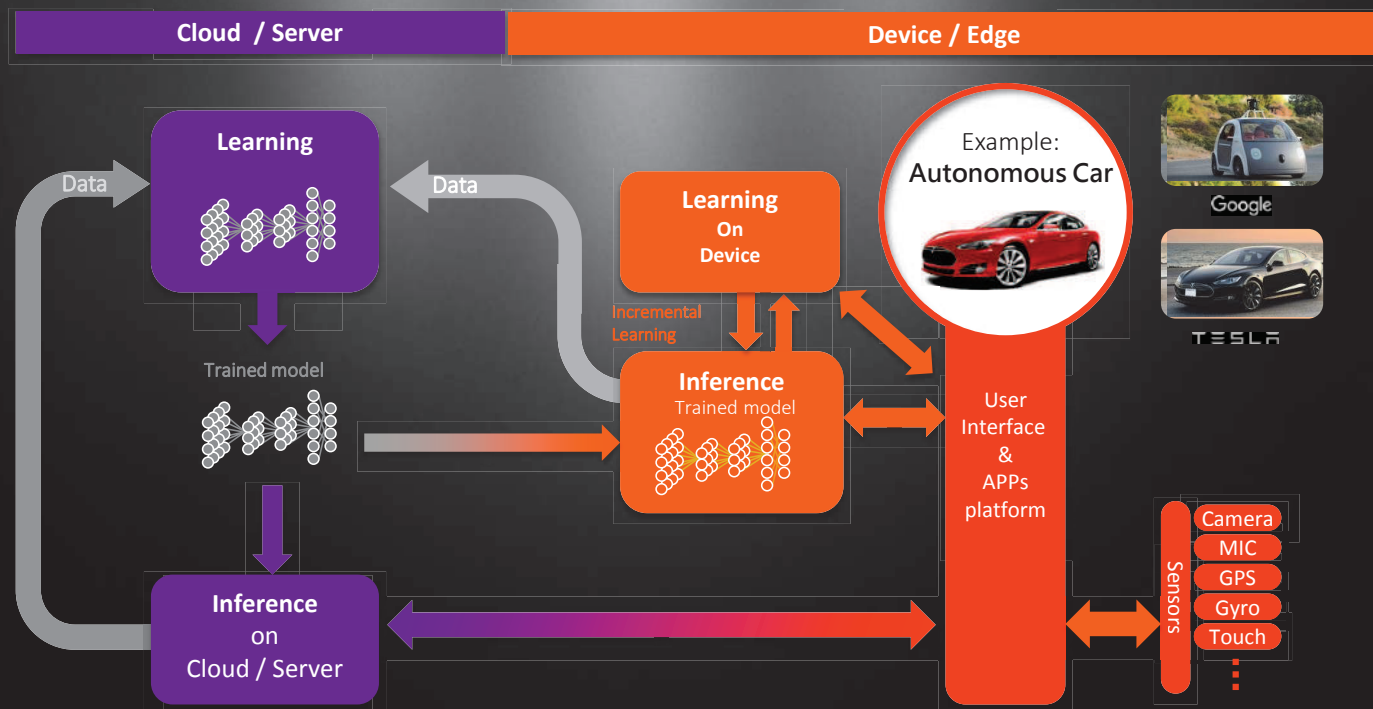 Cloud / Server
Device / Edge
Learning
Data
Data
Trained model
Inference
on
Cloud / Server
Learning
On
Device
Incremental
Learning
Inference
Trained model
Example:
Autonomous Car
User
Interface
&
APPs
platform
Google
TESLA
Sensors
Camera
MIC
GPS
Gyro
Touch